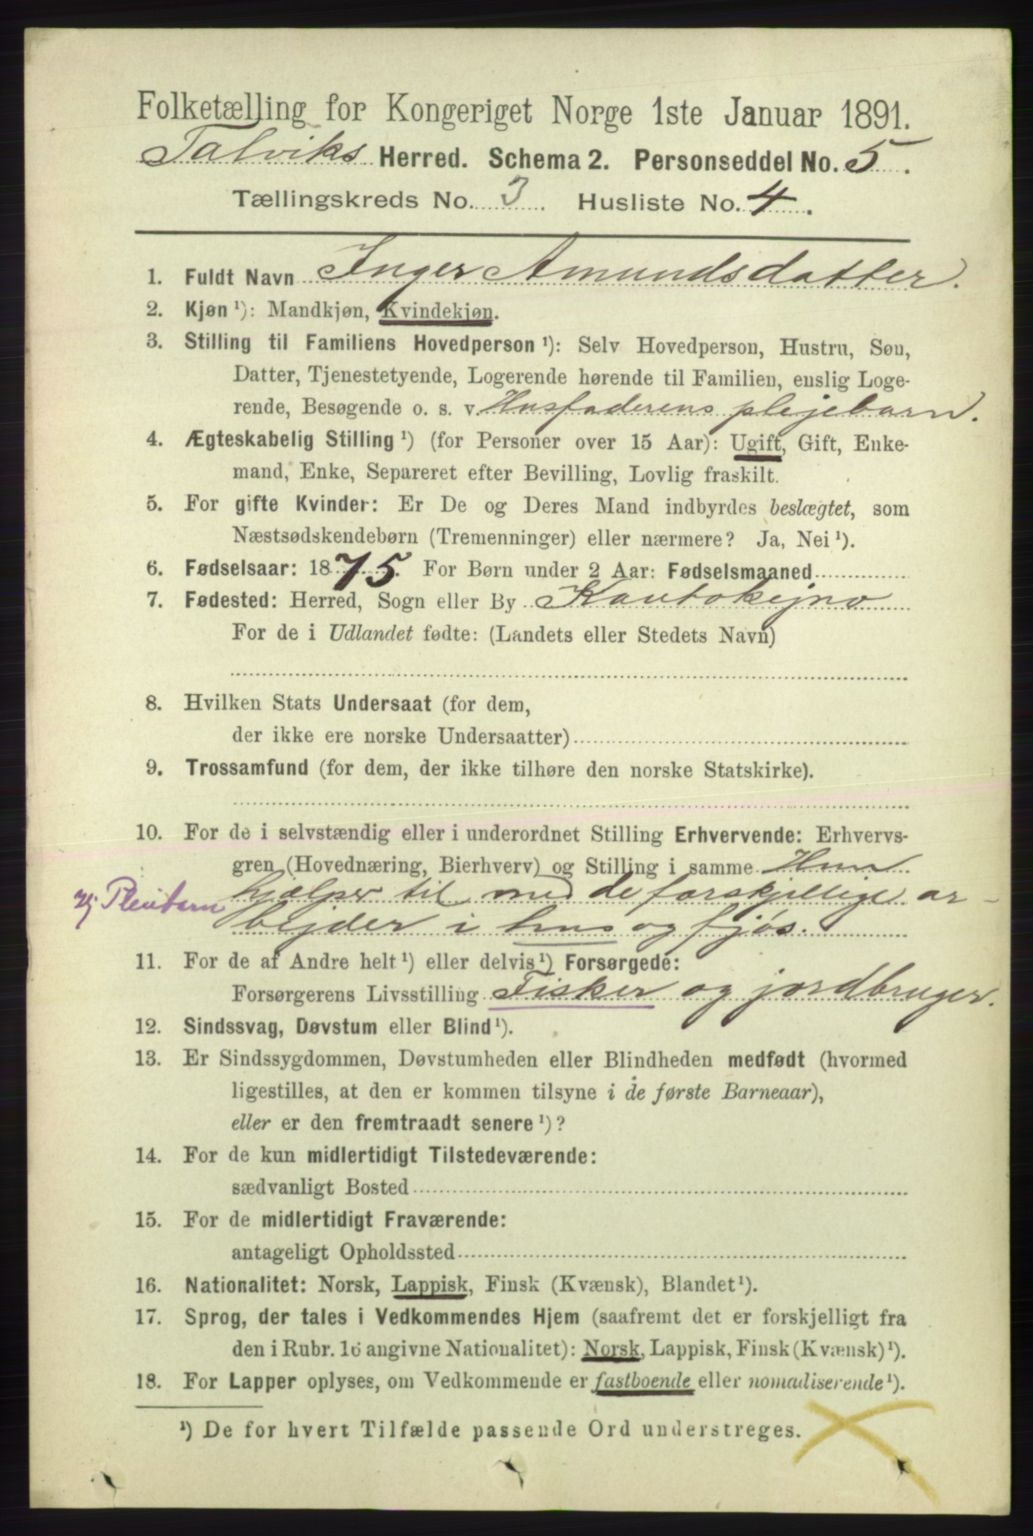 Folketælling for Kongeriget Norge 1ste Januar 1891.
Talviks Herred. Schema 2. Personseddel No. 5.
Tællingskreds No. 3. Husliste No. 4.
1. Fuldt Navn Inger Amundsdatter.
2. Kjøn ¹): Mandkjøn, Kvindekjøn.
3. Stilling til Familiens Hovedperson ¹): Selv Hovedperson, Hustru, Søn,
Datter, Tjenestetyende, Logerende hørende til Familien, enslig Loge-
rende, Besøgende o. s. v. Husfaderens plejebarn.
4. Ægteskabelig Stilling ¹) (for Personer over 15 Aar): Ugift, Gift, Enke-
mand, Enke, Separeret efter Bevilling, Lovlig fraskilt.
5. For gifte Kvinder: Er De og Deres Mand indbyrdes beslægtet, som
Næstsødskendebørn (Tremenninger) eller nærmere? Ja, Nei ¹).
6. Fødselsaar: 1875. For Børn under 2 Aar: Fødselsmaaned
7. Fødested: Herred, Sogn eller By Kautokejno
For de i Udlandet fødte: (Landets eller Stedets Navn)
8. Hvilken Stats Undersaat (for dem,
der ikke ere norske Undersaatter)
9. Trossamfund (for dem, der ikke tilhøre den norske Statskirke).
10. For de i selvstændig eller i underordnet Stilling Erhvervende: Erhvervs-
gren (Hovednæring, Bierhverv) og Stilling i samme Hun
Pleiebarn hjælper til med de forskjellige ar-
bejder i hus og fjøs.
11. For de af Andre helt ¹) eller delvis ¹) Forsørgede:
Forsørgerens Livsstilling Fisker og jordbruger.
12. Sindssvag, Døvstum eller Blind ¹).
13. Er Sindssygdommen, Døvstumheden eller Blindheden medfødt (hvormed
ligestilles, at den er kommen tilsyne i de første Barneaar),
eller er den fremtraadt senere ¹)?
14. For de kun midlertidigt Tilstedeværende:
sædvanligt Bosted
15. For de midlertidigt Fraværende:
antageligt Opholdssted
16. Nationalitet: Norsk, Lappisk, Finsk (Kvænsk), Blandet ¹).
17. Sprog, der tales i Vedkommendes Hjem (saafremt det er forskjelligt fra
den i Rubr. 16 angivne Nationalitet): Norsk, Lappisk, Finsk (Kvænsk) ¹).
18. For Lapper oplyses, om Vedkommende er fastboende eller nomadiserende ¹).
¹) De for hvert Tilfælde passende Ord understreges.